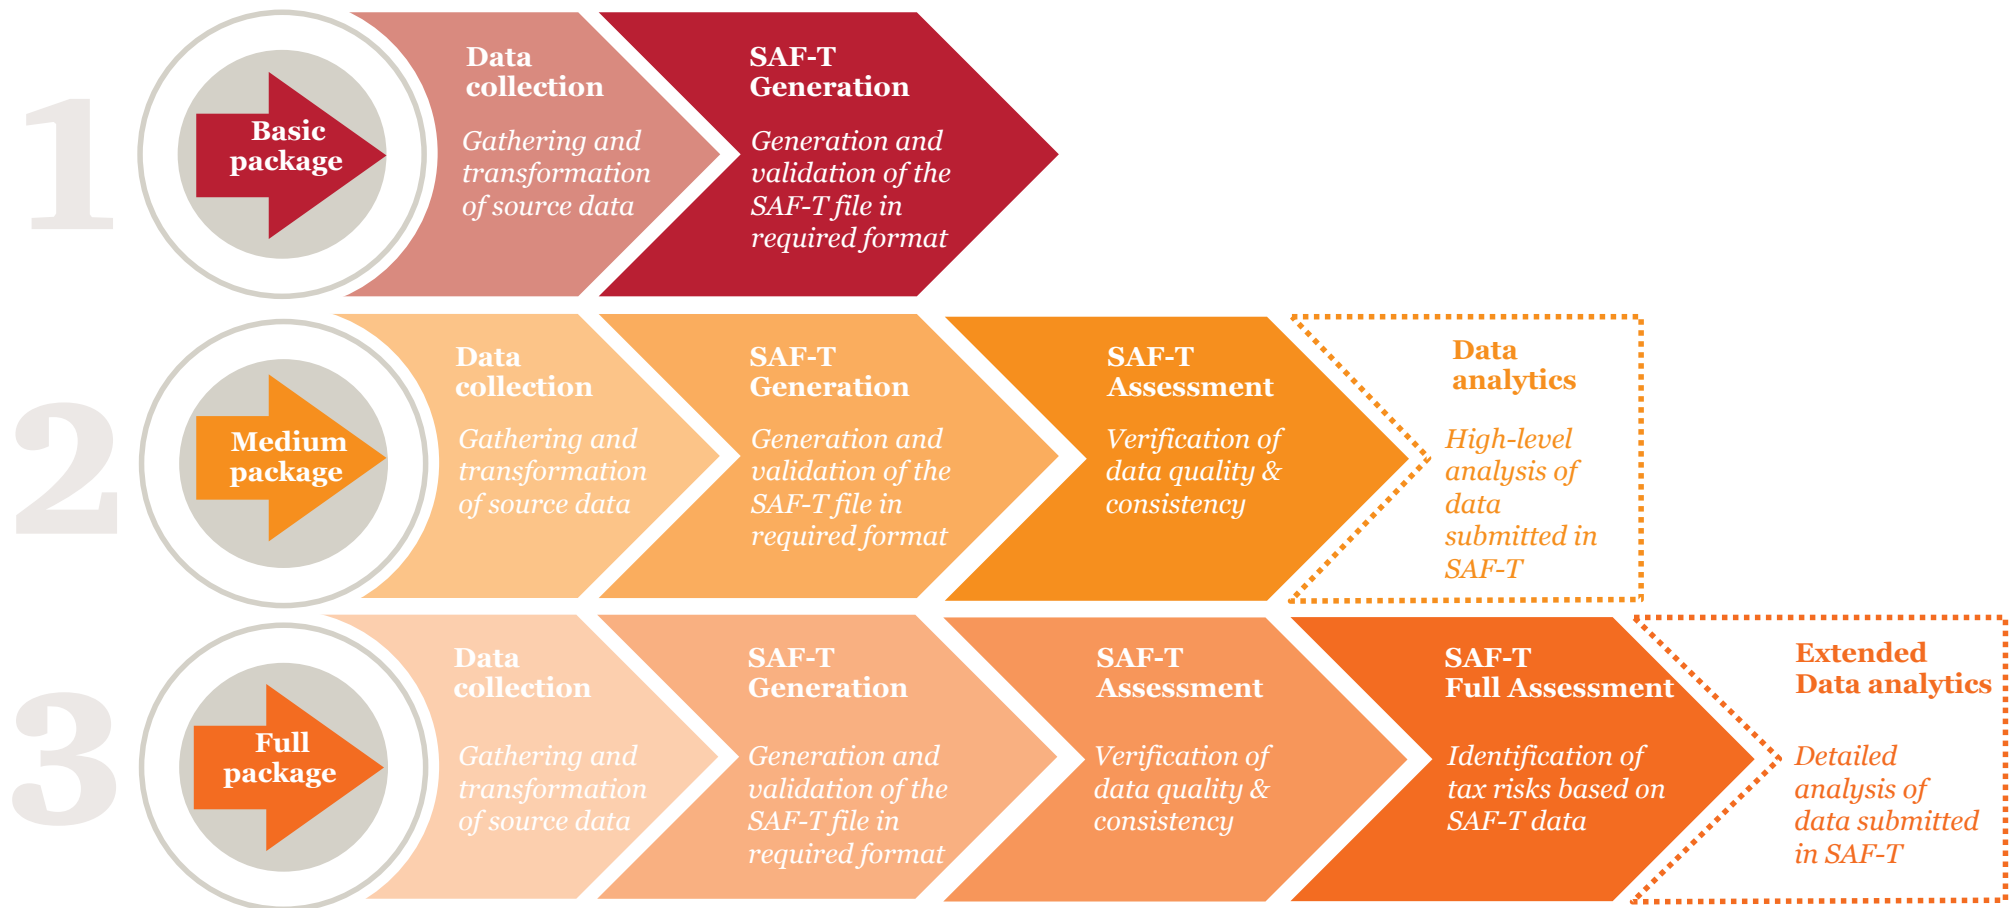 1
Basic
package
Data
collection
Gathering and
transformation
of source data
SAF-T
Generation
Generation and
validation of the
SAF-T file in
required format
2
Medium
package
Data
collection
Gathering and
transformation
of source data
SAF-T
Generation
Generation and
validation of the
SAF-T file in
required format
SAF-T
Assessment
Verification of
data quality &
consistency
Data
analytics
High-level
analysis of
data
submitted in
SAF-T
3
Full
package
Data
collection
Gathering and
transformation
of source data
SAF-T
Generation
Generation and
validation of the
SAF-T file in
required format
SAF-T
Assessment
Verification of
data quality &
consistency
SAF-T
Full Assessment
Identification of
tax risks based on
SAF-T data
Extended
Data analytics
Detailed
analysis of
data submitted
in SAF-T